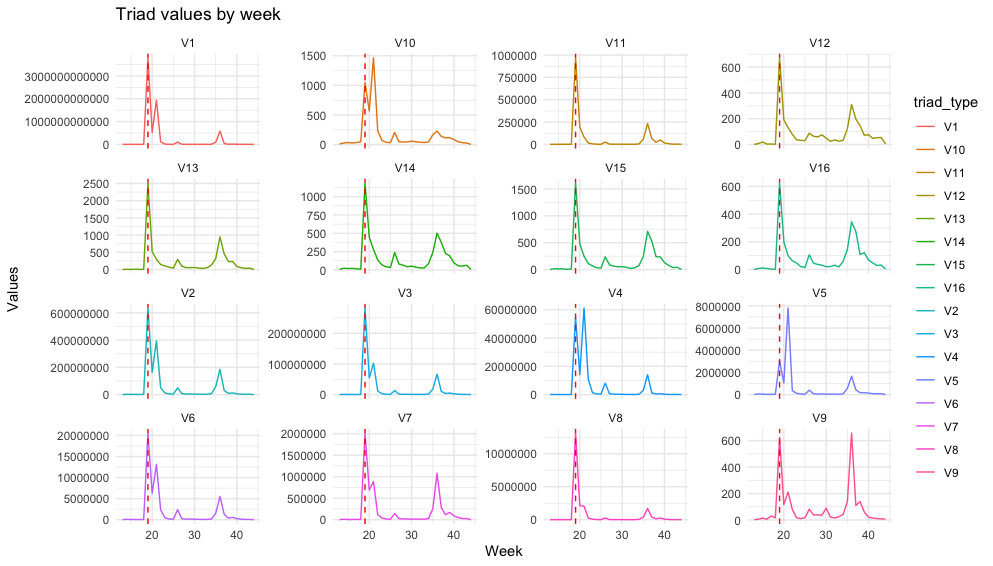 Triad values by week
V1
V10
V11
V12
3000000000000
2000000000000
1000000000000
0
1500
1000
500
0
1000000
750000
500000
250000
0
600
400
200
0
V13
V14
V15
V16
2500
2000
1500
1000
500
0
1000
750
500
250
0
1500
1000
500
0
600
400
200
0
V2
V3
V4
V5
600000000
400000000
200000000
0
200000000
100000000
0
60000000
40000000
20000000
0
8000000
6000000
4000000
2000000
0
V6
V7
V8
V9
20000000
15000000
10000000
5000000
0
2000000
1500000
1000000
500000
0
10000000
5000000
0
600
400
200
0
20 30 40
20 30 40
20 30 40
20 30 40
Week
Values
triad_type
V1
V10
V11
V12
V13
V14
V15
V16
V2
V3
V4
V5
V6
V7
V8
V9